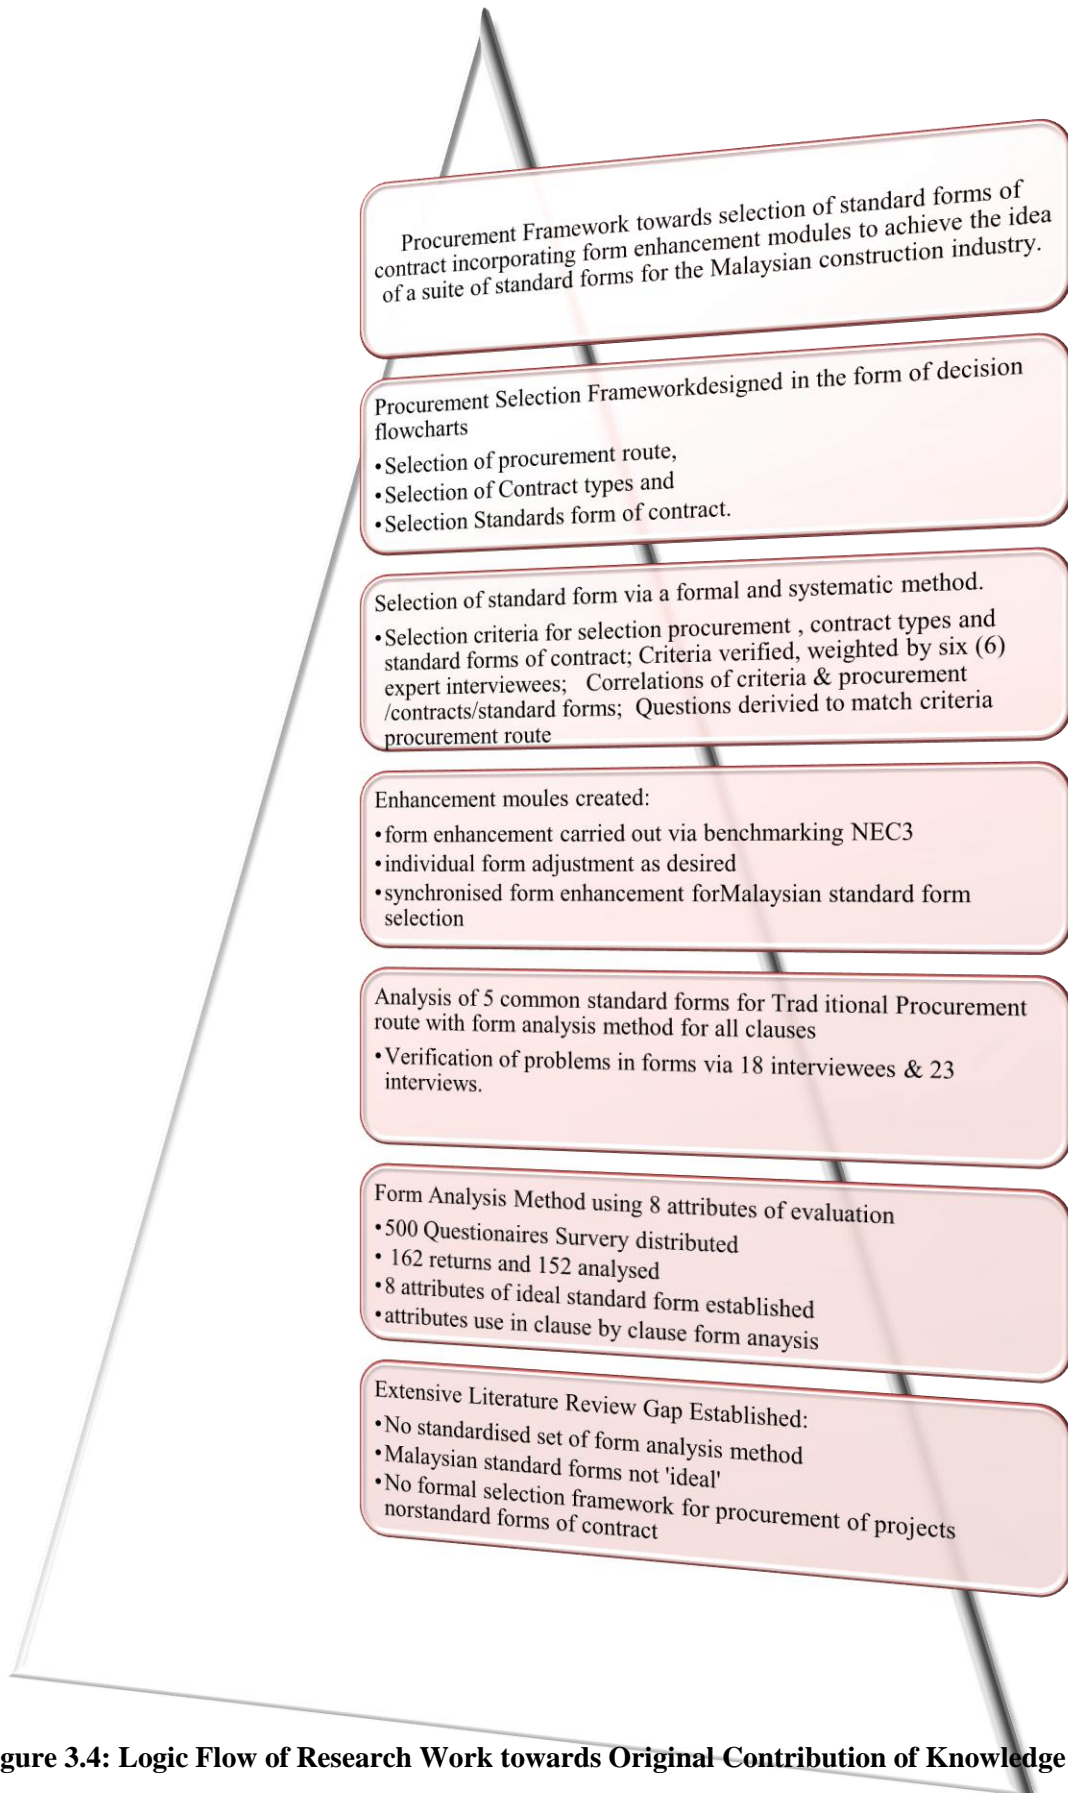 Procurement Framework towards selection of standard forms of
contract incorporating form enhancement modules to achieve the idea
of a suite of standard forms for the Malaysian construction industry.
Procurement Selection Frameworkdesigned in the form of decision
flowcharts
•Selection of procurement route,
•Selection of Contract types and
•Selection Standards form of contract.
Selection of standard form via a formal and systematic method.
•Selection criteria for selection procurement , contract types and
standard forms of contract; Criteria verified, weighted by six (6)
expert interviewees; Correlations of criteria & procurement
/contracts/standard forms; Questions derivied to match criteria
procurement route
Enhancement moules created:
•form enhancement carried out via benchmarking NEC3
•individual form adjustment as desired
•synchronised form enhancement forMalaysian standard form
selection
Analysis of 5 common standard forms for Trad itional Procurement
route with form analysis method for all clauses
•Verification of problems in forms via 18 interviewees & 23
interviews.
Form Analysis Method using 8 attributes of evaluation
•500 Questionaires Survery distributed
• 162 returns and 152 analysed
•8 attributes of ideal standard form established
•attributes use in clause by clause form anaysis
Extensive Literature Review Gap Established:
•No standardised set of form analysis method
•Malaysian standard forms not 'ideal'
•No formal selection framework for procurement of projects
norstandard forms of contract
gure 3.4: Logic Flow of Research Work towards Original Contribution of Knowledge